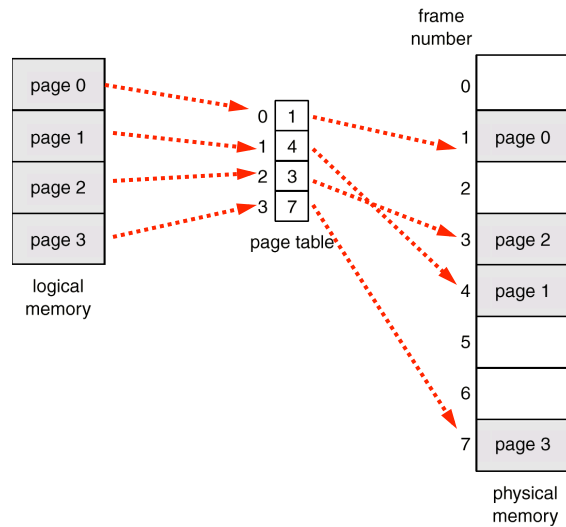 frame
number
page 0
page 1
page 2
page 3
logical
memory
0 1
1 4
2 3
3 7
page table
0
1 page 0
2
3 page 2
4 page 1
5
6
7 page 3
physical
memory